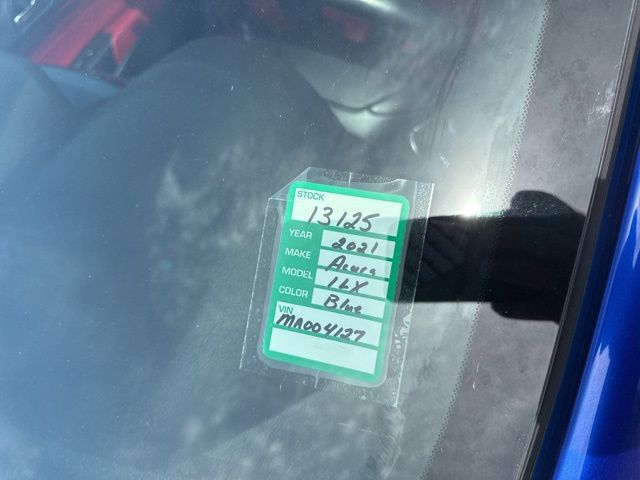 STOCK
13125
YEAR 2021
MAKE Acura
MODEL ILX
COLOR Blue
VIN
MA004127